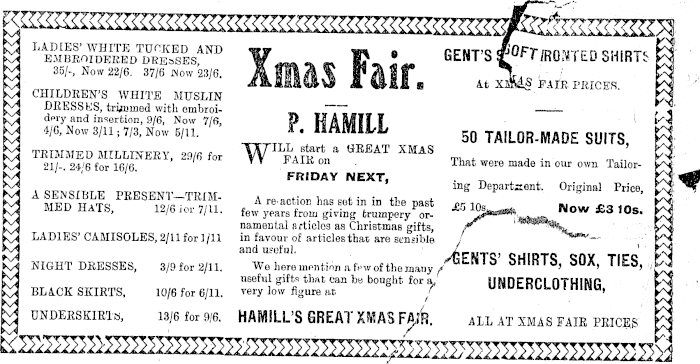 LADIES' WHITE TUCKED AND
EMBROIDERED DRESSES,
35/-, Now 22/6. 37/6 Now 23/6.
CHILDREN'S WHITE MUSLIN
DRESSES, trimmed with embroi-
dery and insertion, 9/6, Now 7/6,
4/6, Now 3/11; 7/3, Now 5/11.
TRIMMED MILLINERY, 29/6 for
21/-. 24/6 for 16/6.
A SENSIBLE PRESENT—TRIM-
MED HATS, 12/6 for 7/11.
LADIES' CAMISOLES, 2/11 for 1/11
NIGHT DRESSES, 3/9 for 2/11.
BLACK SKIRTS, 10/6 for 6/11.
UNDERSKIRTS, 13/6 for 9/6.
Xmas Fair.
P. HAMILL
WILL start a GREAT XMAS
FAIR on
FRIDAY NEXT,
A re-action has set in in the past
few years from giving trumpery or-
namental articles as Christmas gifts,
in favour of articles that are sensible
and useful.
We here mention a few of the many
useful gifts that can be bought for a
very low figure at
HAMILL'S GREAT XMAS FAIR.
GENT'S SOFT FRONTED SHIRTS
At XMAS FAIR PRICES.
50 TAILOR-MADE SUITS,
That were made in our own Tailor-
ing Department. Original Price,
£5 10s. Now £3 10s.
GENTS' SHIRTS, SOX, TIES,
UNDERCLOTHING,
ALL AT XMAS FAIR PRICES